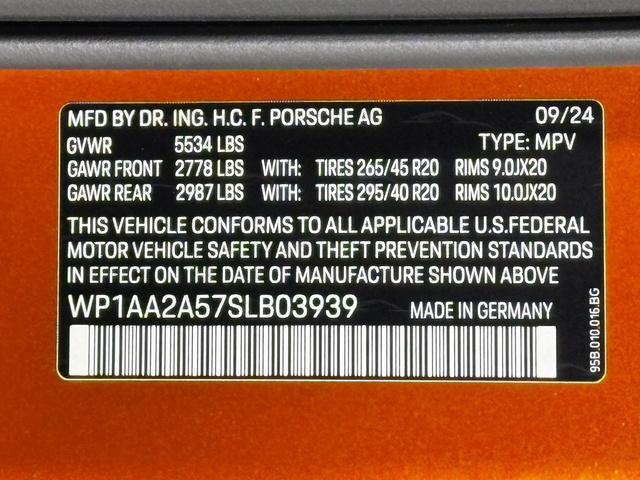 MFD BY DR. ING. H.C. F. PORSCHE AG 09/24
GVWR 5534 LBS TYPE: MPV
GAWR FRONT 2778 LBS WITH: TIRES 265/45 R20 RIMS 9.0JX20
GAWR REAR 2987 LBS WITH: TIRES 295/40 R20 RIMS 10.0JX20
THIS VEHICLE CONFORMS TO ALL APPLICABLE U.S.FEDERAL
MOTOR VEHICLE SAFETY AND THEFT PREVENTION STANDARDS
IN EFFECT ON THE DATE OF MANUFACTURE SHOWN ABOVE
WP1AA2A57SLB03939 MADE IN GERMANY
95B.010.016.BG